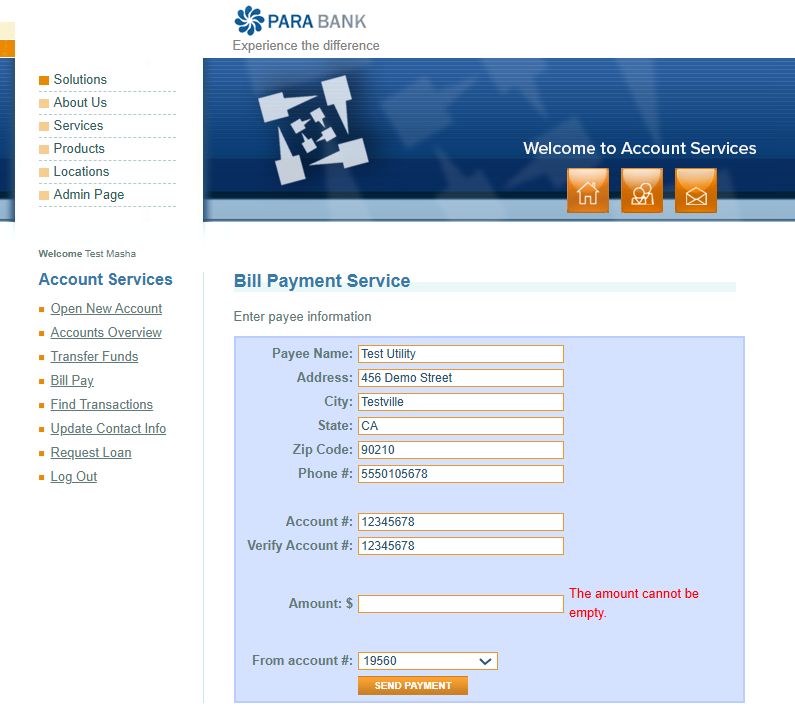 PARA BANK
Experience the difference
Solutions
About Us
Services
Products
Locations
Admin Page
Welcome to Account Services
Welcome Test Masha
Account Services
Open New Account
Accounts Overview
Transfer Funds
Bill Pay
Find Transactions
Update Contact Info
Request Loan
Log Out
Bill Payment Service
Enter payee information
Payee Name: Test Utility
Address: 456 Demo Street
City: Testville
State: CA
Zip Code: 90210
Phone #: 5550105678
Account #: 12345678
Verify Account #: 12345678
Amount: $
The amount cannot be
empty.
From account #: 19560
SEND PAYMENT